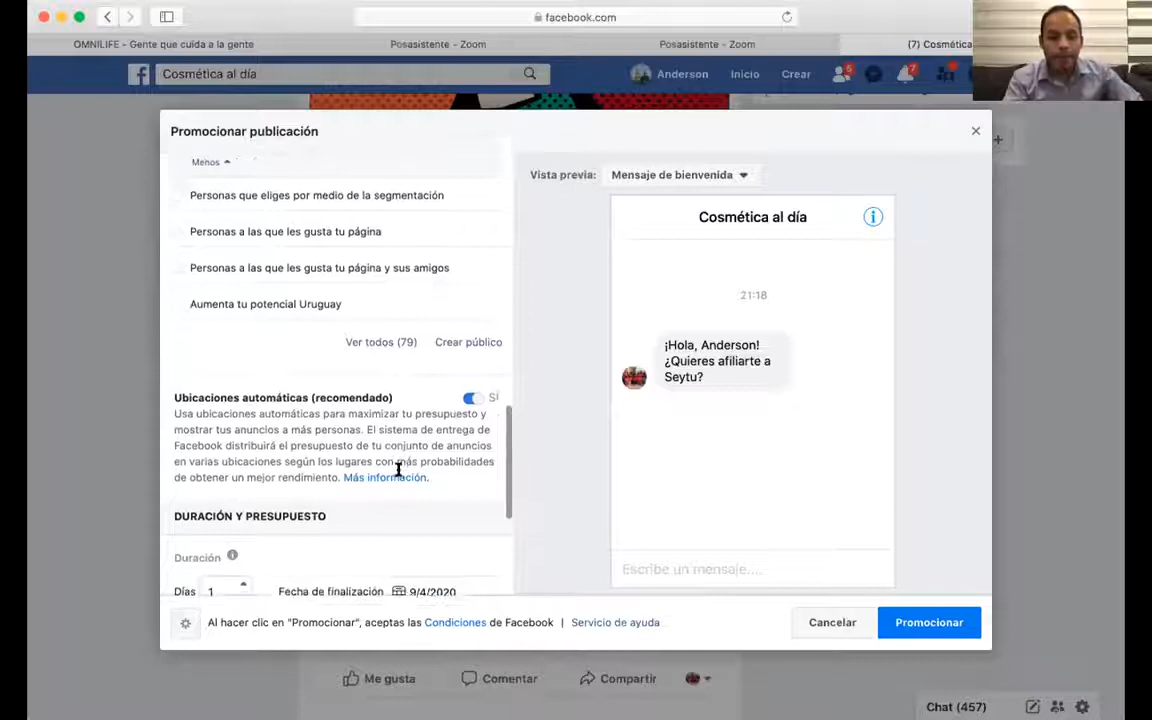 facebook.com
OMNILIFE - Gente que cuida a la gente
Posasistente - Zoom
Posasistente - Zoom
(7) Cosmética
Cosmética al día
Anderson
Inicio
Crear
5
7
Promocionar publicación
Menos
Personas que eliges por medio de la segmentación
Personas a las que les gusta tu página
Personas a las que les gusta tu página y sus amigos
Aumenta tu potencial Uruguay
Ver todos (79)
Crear público
Ubicaciones automáticas (recomendado)
SÍ
Usa ubicaciones automáticas para maximizar tu presupuesto y
mostrar tus anuncios a más personas. El sistema de entrega de
Facebook distribuirá el presupuesto de tu conjunto de anuncios
en varias ubicaciones según los lugares con más probabilidades
de obtener un mejor rendimiento. Más información.
DURACIÓN Y PRESUPUESTO
Duración
Días 1
Fecha de finalización 9/4/2020
Vista previa: Mensaje de bienvenida
Cosmética al día
21:18
¡Hola, Anderson!
¿Quieres afiliarte a
Seytu?
Escribe un mensaje....
Al hacer clic en "Promocionar", aceptas las Condiciones de Facebook | Servicio de ayuda
Cancelar
Promocionar
Me gusta
Comentar
Compartir
Chat (457)